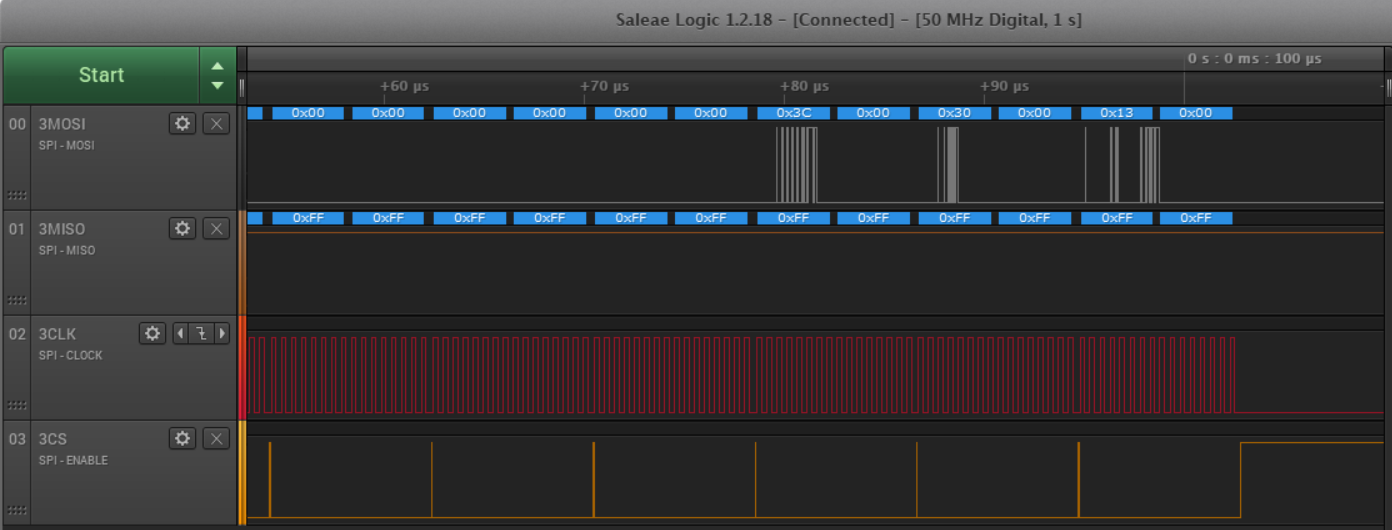 Saleae Logic 1.2.18 - [Connected] - [50 MHz Digital, 1 s]
Start
0 s : 0 ms : 100 µs
+60 µs +70 µs +80 µs +90 µs
00 3MOSI
SPI - MOSI
0x00 0x00 0x00 0x00 0x00 0x00 0x3C 0x00 0x30 0x00 0x13 0x00
01 3MISO
SPI - MISO
0xFF 0xFF 0xFF 0xFF 0xFF 0xFF 0xFF 0xFF 0xFF 0xFF 0xFF 0xFF
02 3CLK
SPI - CLOCK
03 3CS
SPI - ENABLE